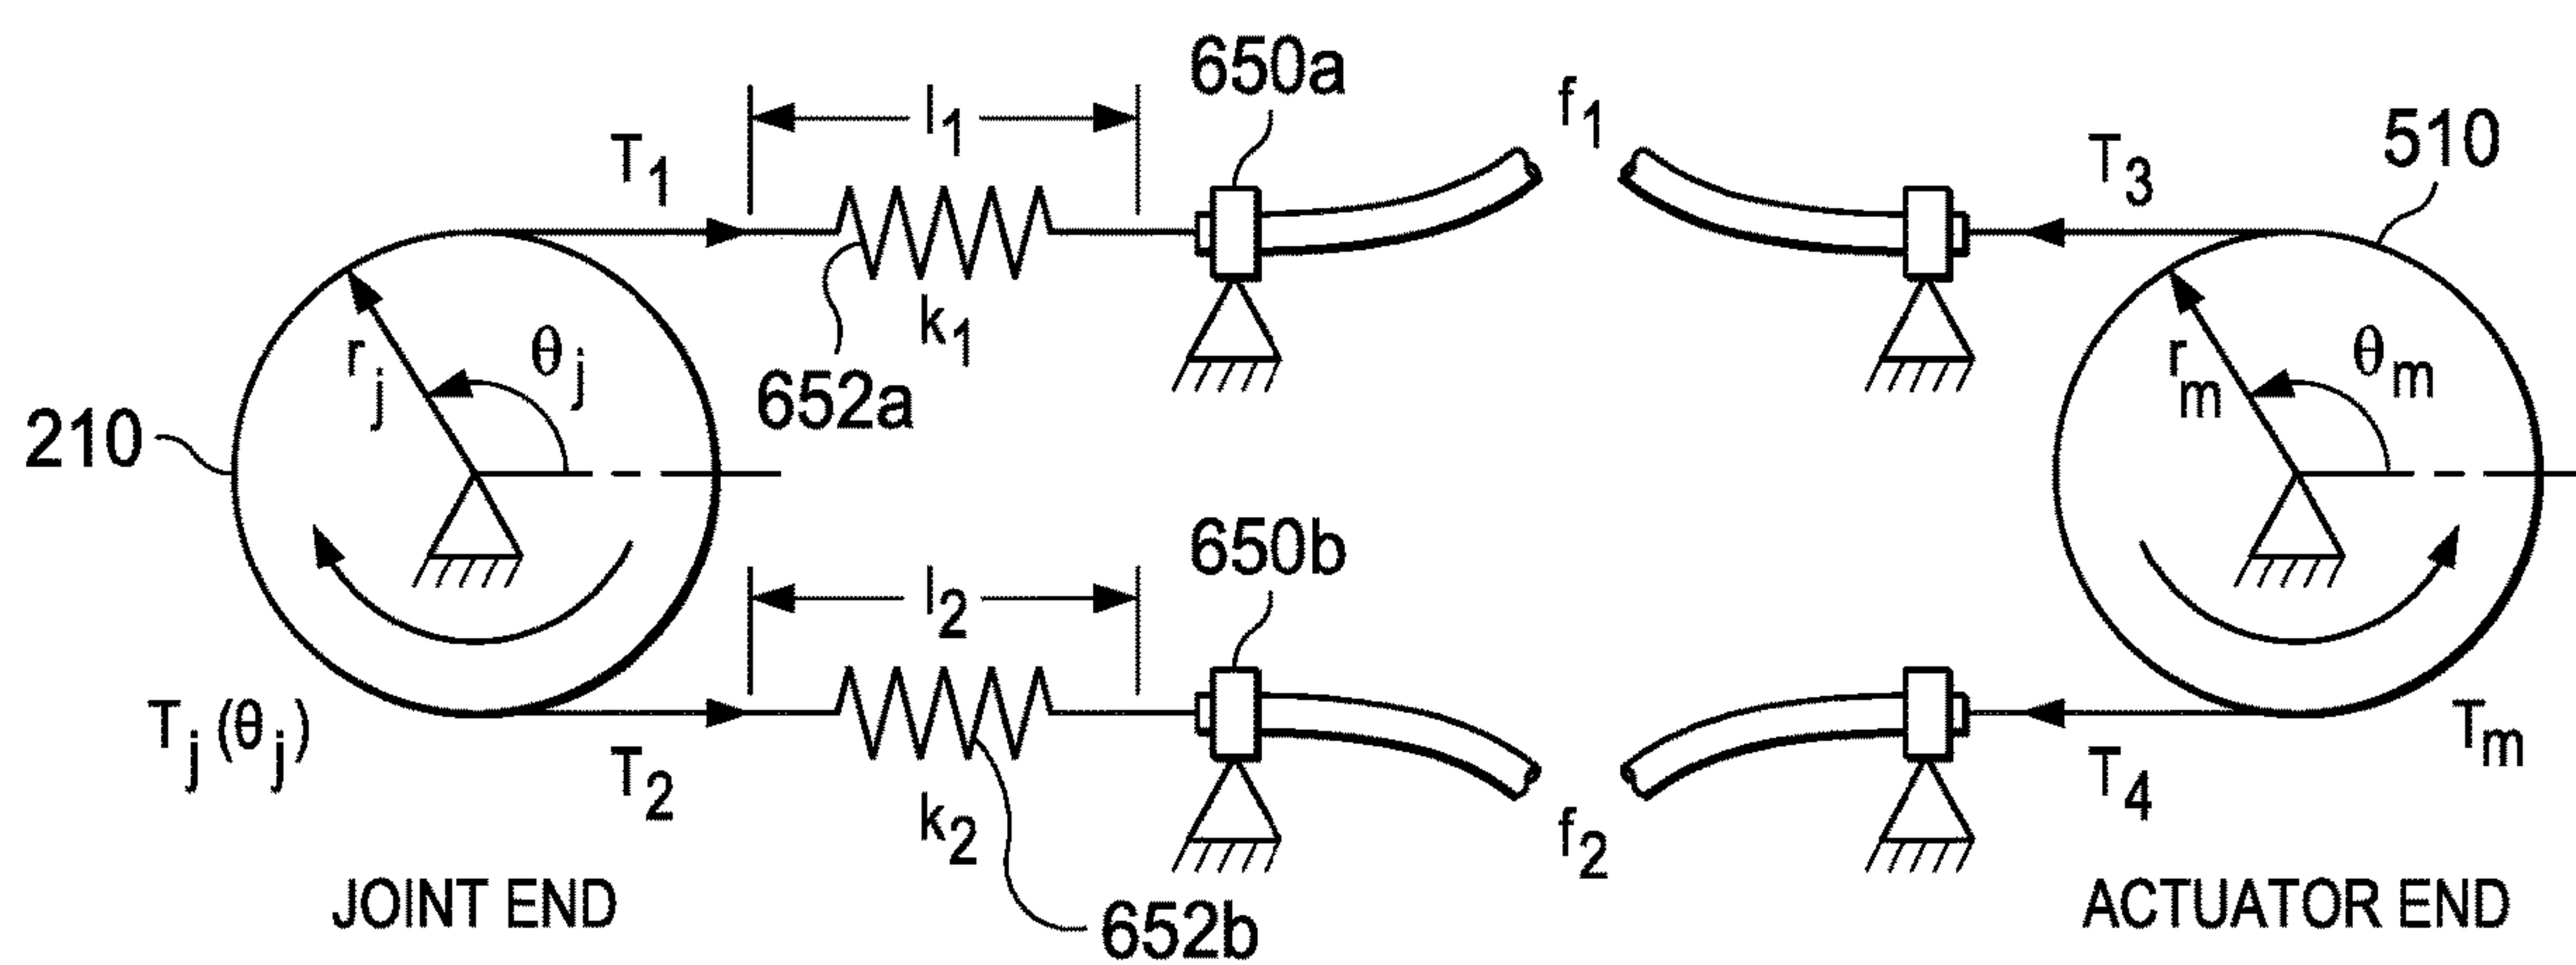 650a
f1
l1
T1
T3
510
rj
θj
k1
652a
rm
θm
210
650b
l2
Tj (θj)
T2
k2
f2
T4
Tm
JOINT END
652b
ACTUATOR END